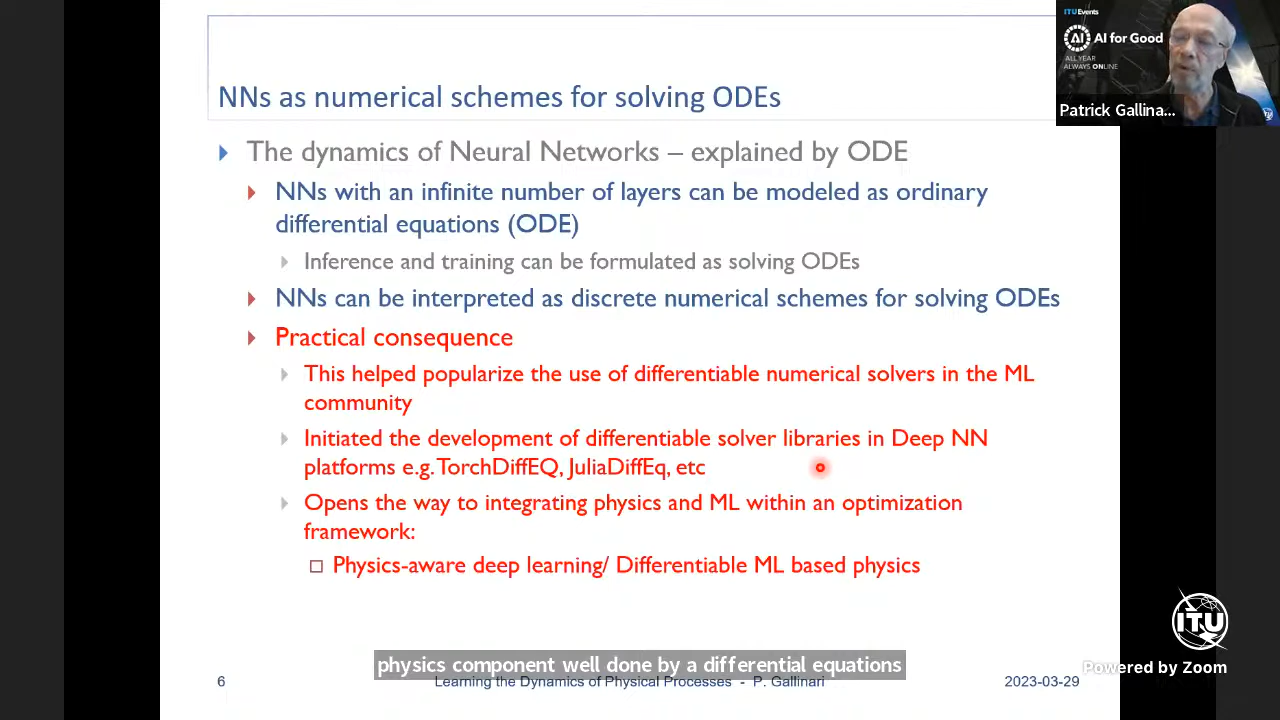 ITUEvents
AI AI for Good
ALL YEAR
ALWAYS ONLINE
Patrick Gallina...
NNs as numerical schemes for solving ODEs
The dynamics of Neural Networks – explained by ODE
NNs with an infinite number of layers can be modeled as ordinary
differential equations (ODE)
Inference and training can be formulated as solving ODEs
NNs can be interpreted as discrete numerical schemes for solving ODEs
Practical consequence
This helped popularize the use of differentiable numerical solvers in the ML
community
Initiated the development of differentiable solver libraries in Deep NN
platforms e.g. TorchDiffEQ, JuliaDiffEq, etc
Opens the way to integrating physics and ML within an optimization
framework:
Physics-aware deep learning/ Differentiable ML based physics
ITU
physics component well done by a differential equations
Powered by Zoom
6 Learning the Dynamics of Physical Processes - P. Gallinari 2023-03-29